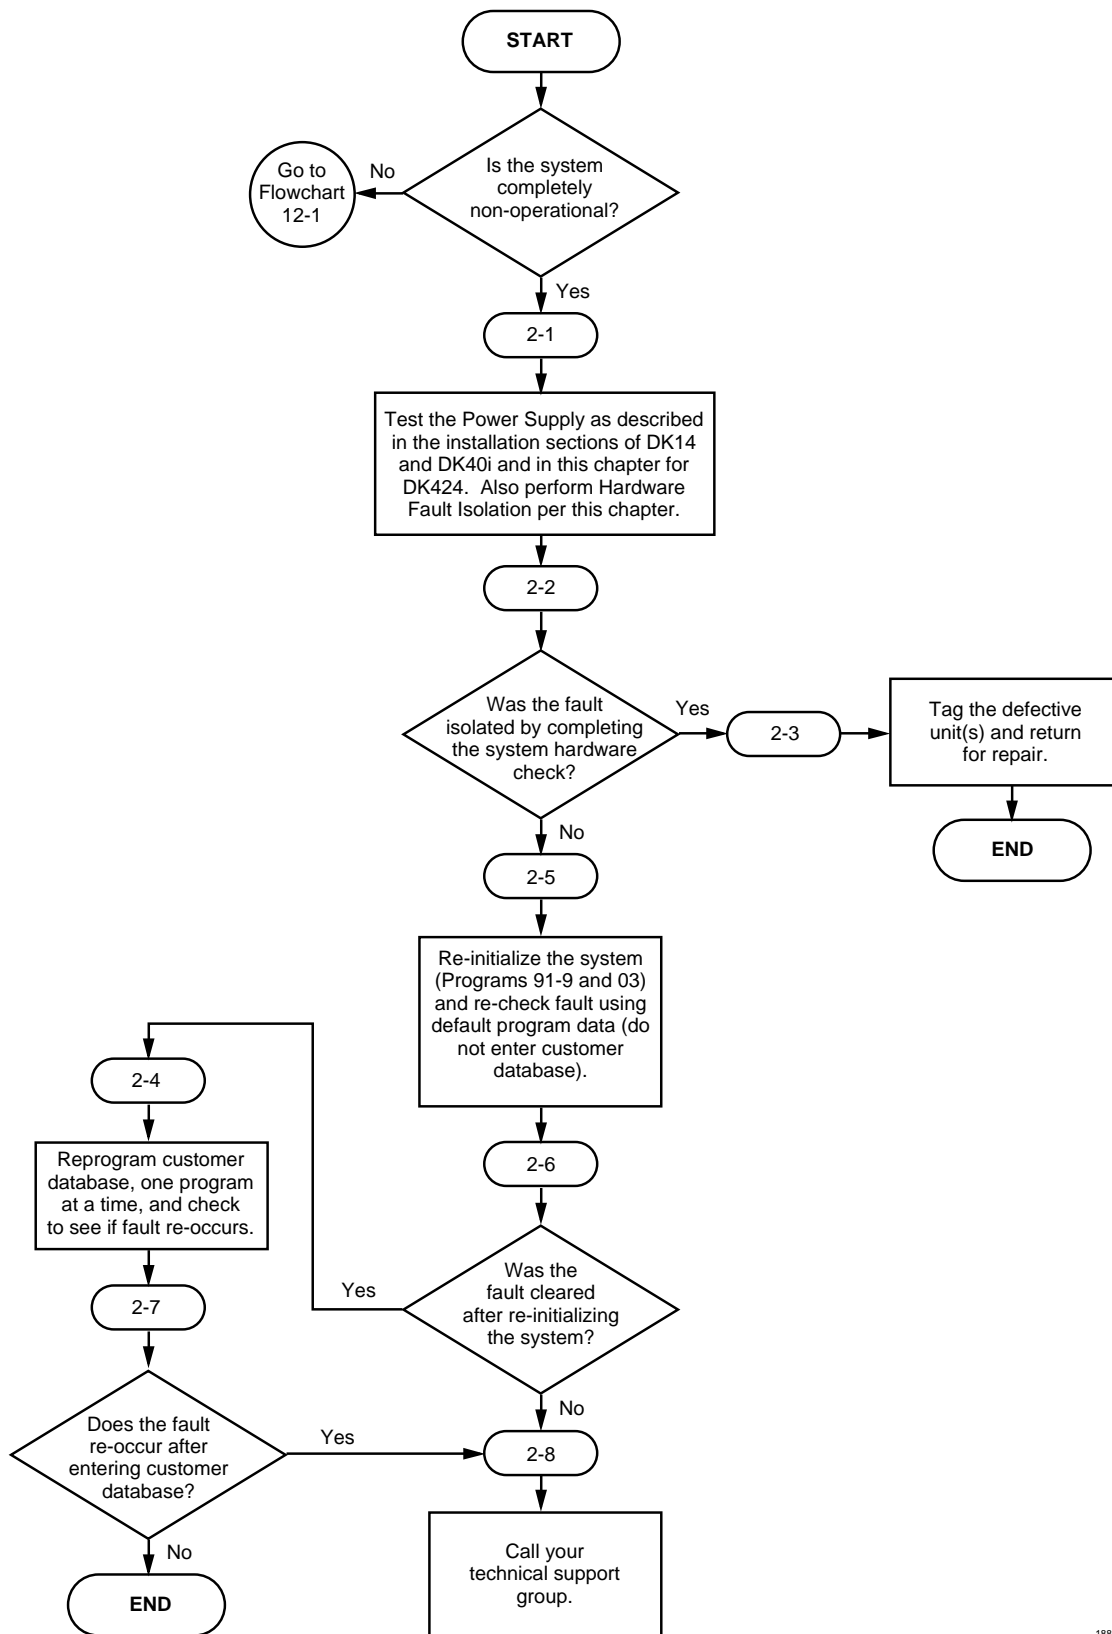 START
Is the system
completely
non-operational?
No
Go to
Flowchart
12-1
Yes
2-1
Test the Power Supply as described
in the installation sections of DK14
and DK40i and in this chapter for
DK424. Also perform Hardware
Fault Isolation per this chapter.
2-2
Was the fault
isolated by completing
the system hardware
check?
Yes
2-3
Tag the defective
unit(s) and return
for repair.
END
No
2-5
Re-initialize the system
(Programs 91-9 and 03)
and re-check fault using
default program data (do
not enter customer
database).
2-6
Was the
fault cleared
after re-initializing
the system?
Yes
2-4
Reprogram customer
database, one program
at a time, and check
to see if fault re-occurs.
2-7
Does the fault
re-occur after
entering customer
database?
Yes
No
END
No
2-8
Call your
technical support
group.
188